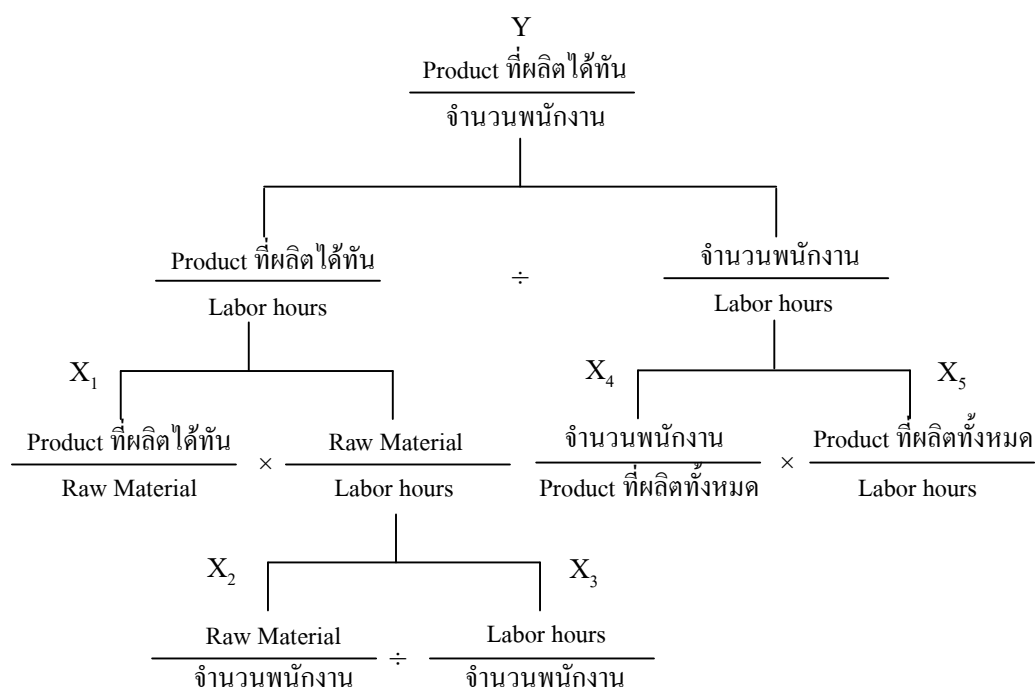 Y
Product ที่ผลิตได้ทัน
จำนวนพนักงาน
Product ที่ผลิตได้ทัน
Labor hours
÷
จำนวนพนักงาน
Labor hours
X1
X4
X5
Product ที่ผลิตได้ทัน
Raw Material
×
Raw Material
Labor hours
จำนวนพนักงาน
Product ที่ผลิตทั้งหมด
×
Product ที่ผลิตทั้งหมด
Labor hours
X2
X3
Raw Material
จำนวนพนักงาน
÷
Labor hours
จำนวนพนักงาน